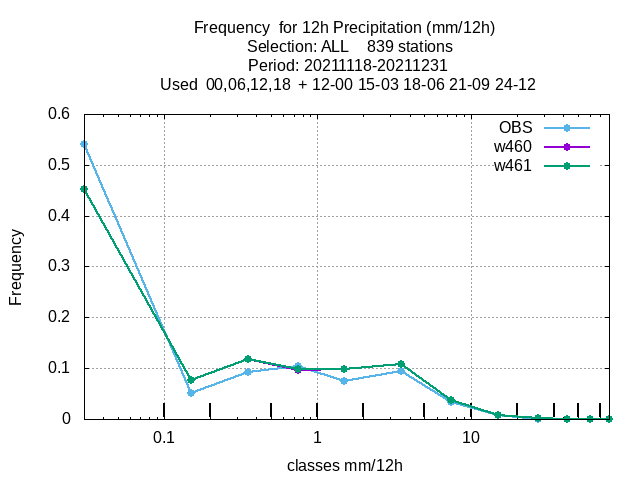 Frequency  for 12h Precipitation (mm/12h)
Selection: ALL    839 stations
Period: 20211118-20211231
Used  00,06,12,18  + 12-00 15-03 18-06 21-09 24-12
OBS
w460
w461
0.6
0.5
0.4
0.3
0.2
0.1
0
Frequency
0.1 1 10
classes mm/12h